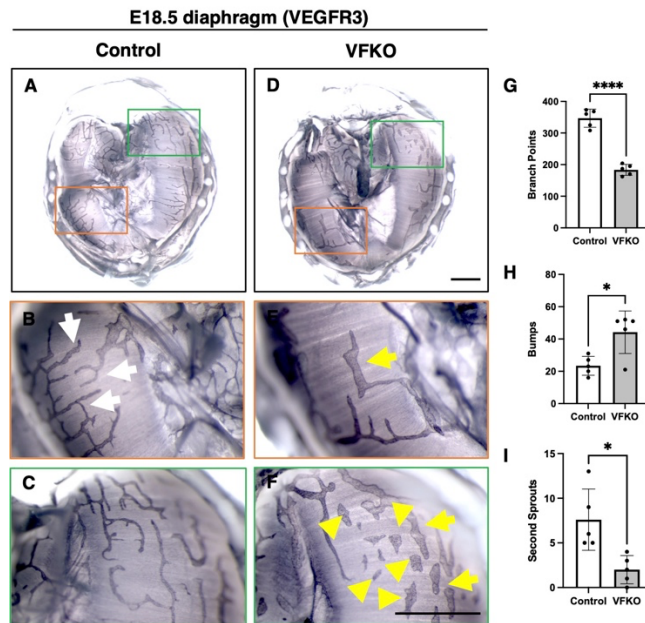 E18.5 diaphragm (VEGFR3)
Control
VFKO
A
D
B
E
C
F
G
****
Branch Points
400
300
200
100
0
Control
VFKO
H
*
Bumps
80
60
40
20
0
Control
VFKO
I
*
Second Sprouts
15
10
5
0
Control
VFKO